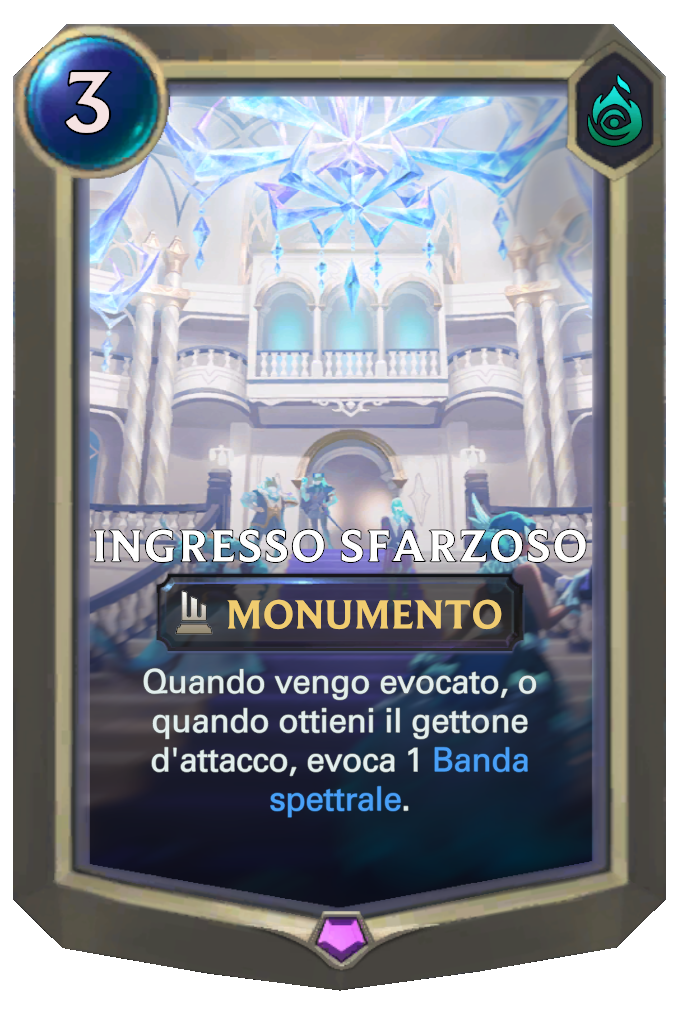 3
INGRESSO SFARZOSO
MONUMENTO
Quando vengo evocato, o
quando ottieni il gettone
d'attacco, evoca 1 Banda
spettrale.